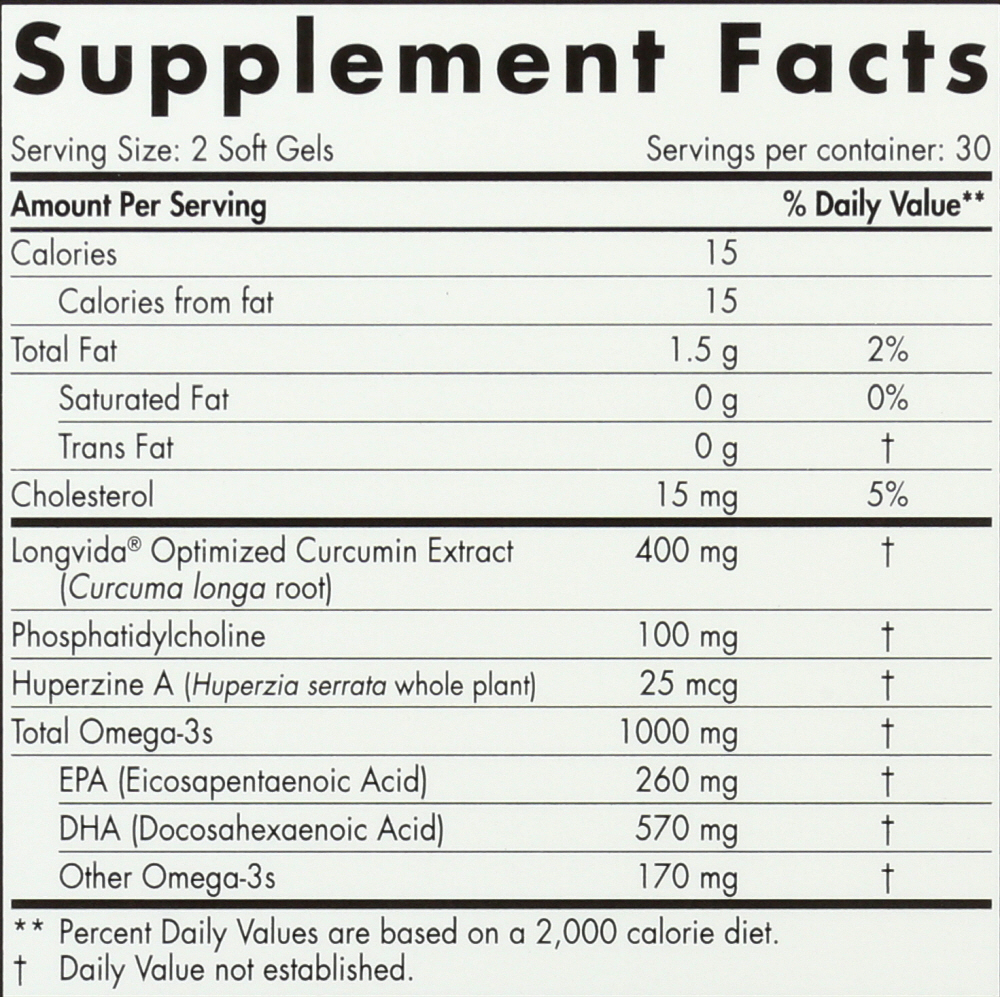 Supplement Facts
Serving Size: 2 Soft Gels Servings per container: 30
Amount Per Serving % Daily Value**
Calories 15
Calories from fat 15
Total Fat 1.5 g 2%
Saturated Fat 0 g 0%
Trans Fat 0 g †
Cholesterol 15 mg 5%
Longvida® Optimized Curcumin Extract 400 mg †
(Curcuma longa root)
Phosphatidylcholine 100 mg †
Huperzine A (Huperzia serrata whole plant) 25 mcg †
Total Omega-3s 1000 mg †
EPA (Eicosapentaenoic Acid) 260 mg †
DHA (Docosahexaenoic Acid) 570 mg †
Other Omega-3s 170 mg †
** Percent Daily Values are based on a 2,000 calorie diet.
† Daily Value not established.